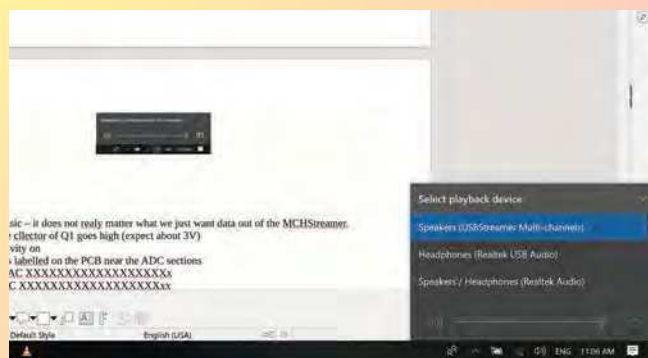 sic – it does not realy matter what we just want data out of the MCHStreamer.
e cllector of Q1 goes high (expect about 3V)
vity on
s labelled on the PCB near the ADC sections
AC XXXXXXXXXXXXXXXXXXx
C XXXXXXXXXXXXXXXXXXxx
Default Style
English (USA)
Select playback device
Speakers (USBStreamer Multi-channels)
Headphones (Realtek USB Audio)
Speakers / Headphones (Realtek Audio)
ENG
11:06 AM